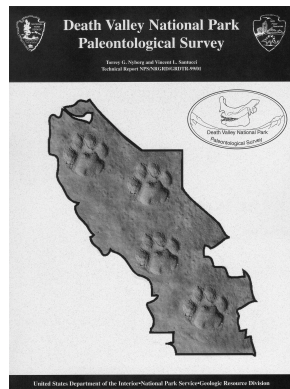 Death Valley National Park
Paleontological Survey
Torrey G. Nyborg and Vincent L. Santucci
Technical Report NPS/NRGRD/GRDTR-99/01
Death Valley National Park
Paleontological Survey
United States Department of the Interior•National Park Service•Geologic Resource Division